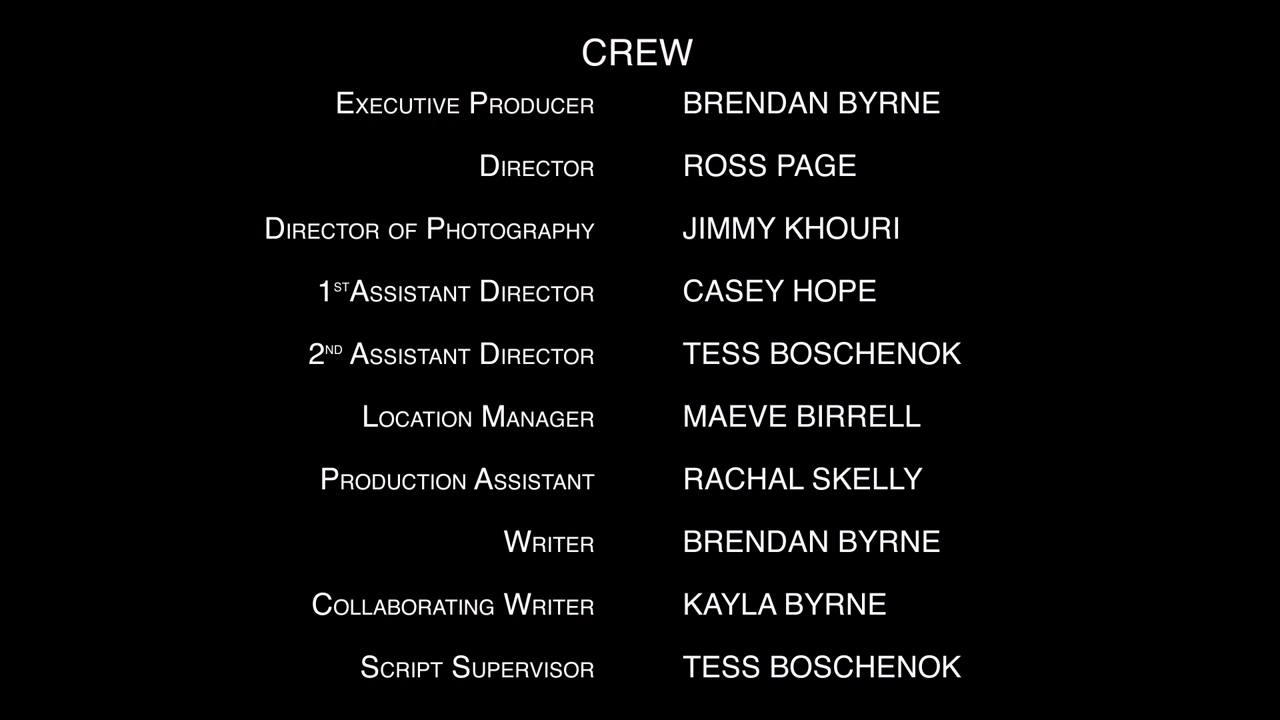 CREW
Executive Producer BRENDAN BYRNE
Director ROSS PAGE
Director of Photography JIMMY KHOURI
1ST Assistant Director CASEY HOPE
2ND Assistant Director TESS BOSCHENOK
Location Manager MAEVE BIRRELL
Production Assistant RACHAL SKELLY
Writer BRENDAN BYRNE
Collaborating Writer KAYLA BYRNE
Script Supervisor TESS BOSCHENOK